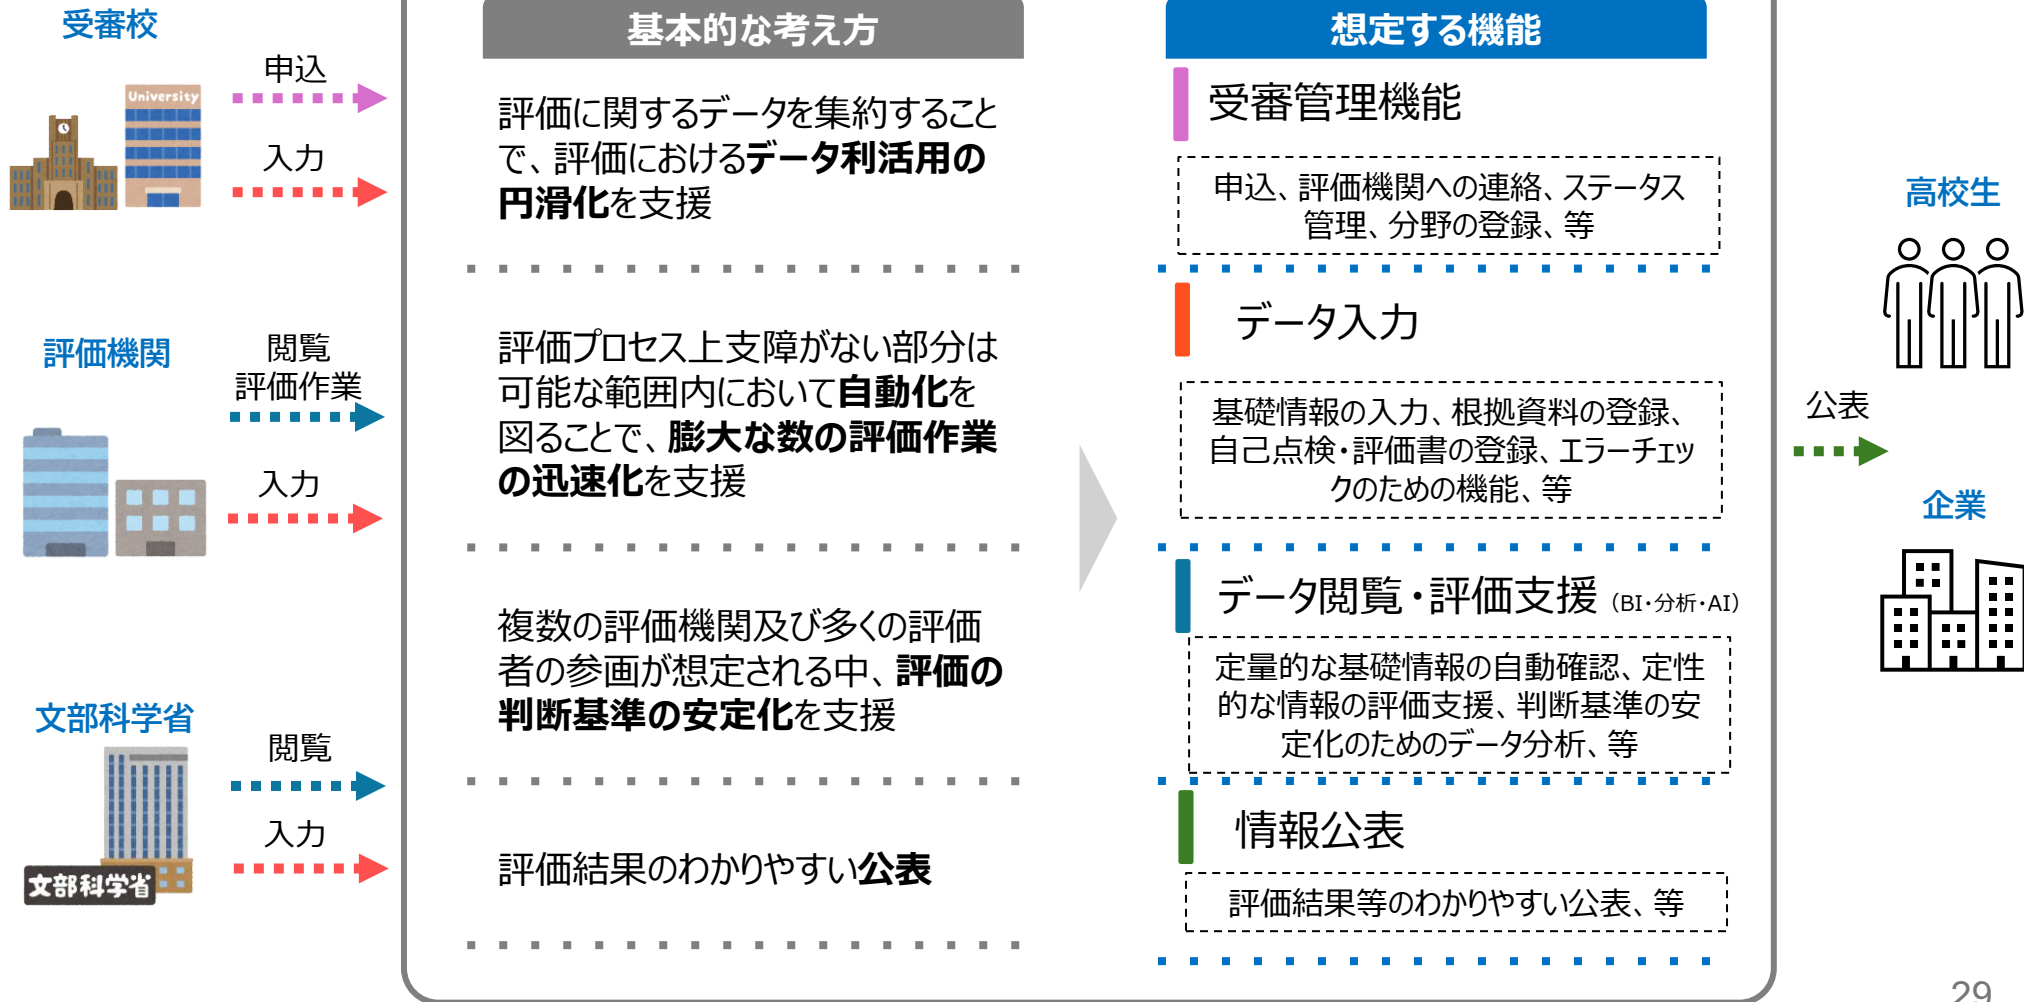 受審校
申込
University
入力
評価機関
閲覧
評価作業
入力
文部科学省
閲覧
入力
文部科学省
基本的な考え方
評価に関するデータを集約すること
で、評価におけるデータ利活用の
円滑化を支援
評価プロセス上支障がない部分は
可能な範囲内において自動化を
図ることで、膨大な数の評価作業
の迅速化を支援
複数の評価機関及び多くの評価
者の参画が想定される中、評価の
判断基準の安定化を支援
評価結果のわかりやすい公表
想定する機能
受審管理機能
申込、評価機関への連絡、ステータス
管理、分野の登録、等
データ入力
基礎情報の入力、根拠資料の登録、
自己点検・評価書の登録、エラーチェッ
クのための機能、等
データ閲覧・評価支援（BI・分析・AI）
定量的な基礎情報の自動確認、定性
的な情報の評価支援、判断基準の安
定化のためのデータ分析、等
情報公表
評価結果等のわかりやすい公表、等
公表
高校生
企業
29